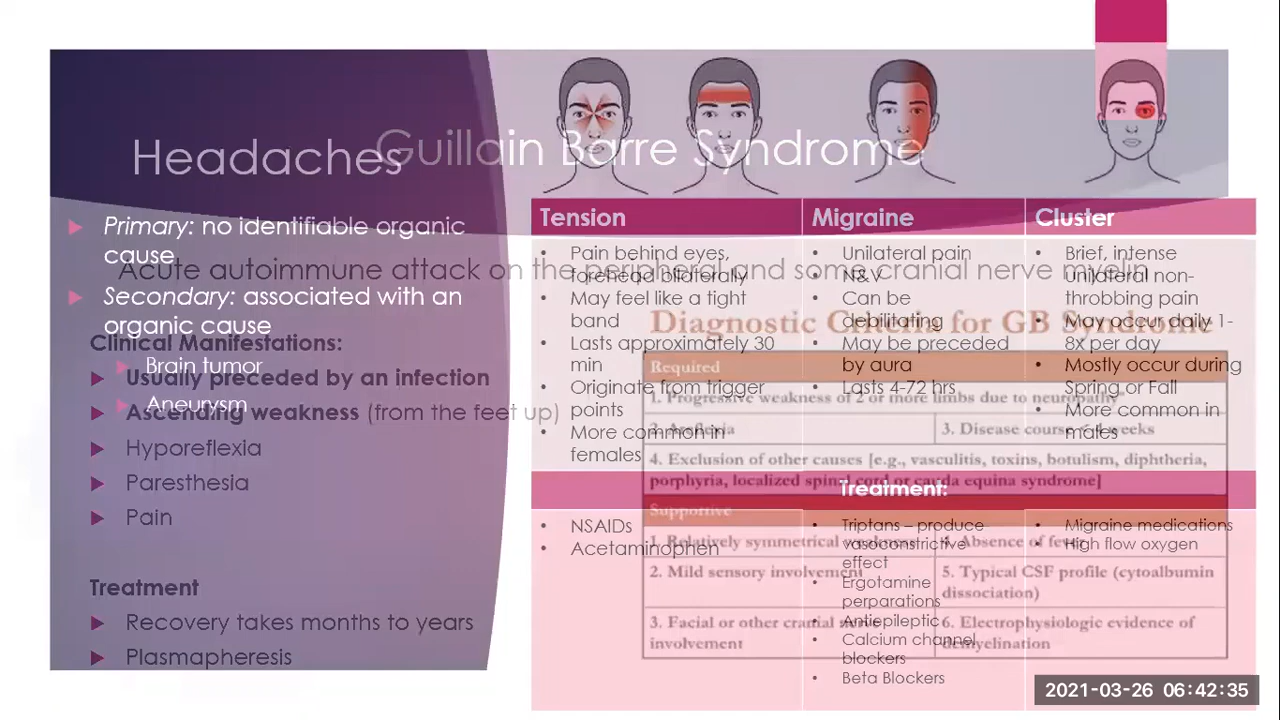 Headaches
Primary: no identifiable organic
cause
Secondary: associated with an
organic cause
Brain tumor
Aneurysm
Tension
Pain behind eyes,
forehead bilaterally
May feel like a tight
band
Lasts approximately 30
min
Originate from trigger
points
More common in
females
Migraine
Unilateral pain
N&V
Can be
debilitating
May be preceded
by aura
Lasts 4-72 hrs
Cluster
Brief, intense
unilateral non-
throbbing pain
May occur daily 1-
8x per day
Mostly occur during
Spring or Fall
More common in
males
Treatment:
NSAIDs
Acetaminophen
Triptans – produce
vasoconstrictive
effect
Ergotamine
perparations
Antiepileptic
Calcium channel
blockers
Beta Blockers
Migraine medications
High flow oxygen
Guillain Barre Syndrome
Acute autoimmune attack on the peripheral and some cranial nerve myelin
Clinical Manifestations:
Usually preceded by an infection
Ascending weakness (from the feet up)
Hyporeflexia
Paresthesia
Pain
Treatment
Recovery takes months to years
Plasmapheresis
Diagnostic Criteria for GB Syndrome
Required
1. Progressive weakness of 2 or more limbs due to neuropathy
2. Areflexia
3. Disease course < 4 weeks
4. Exclusion of other causes [e.g., vasculitis, toxins, botulism, diphtheria,
porphyria, localized spinal cord or cauda equina syndrome]
Supportive
1. Relatively symmetrical weakness
4. Absence of fever
2. Mild sensory involvement
5. Typical CSF profile (cytoalbumin
dissociation)
3. Facial or other cranial nerve
involvement
6. Electrophysiologic evidence of
demyelination
2021-03-26 06:42:35